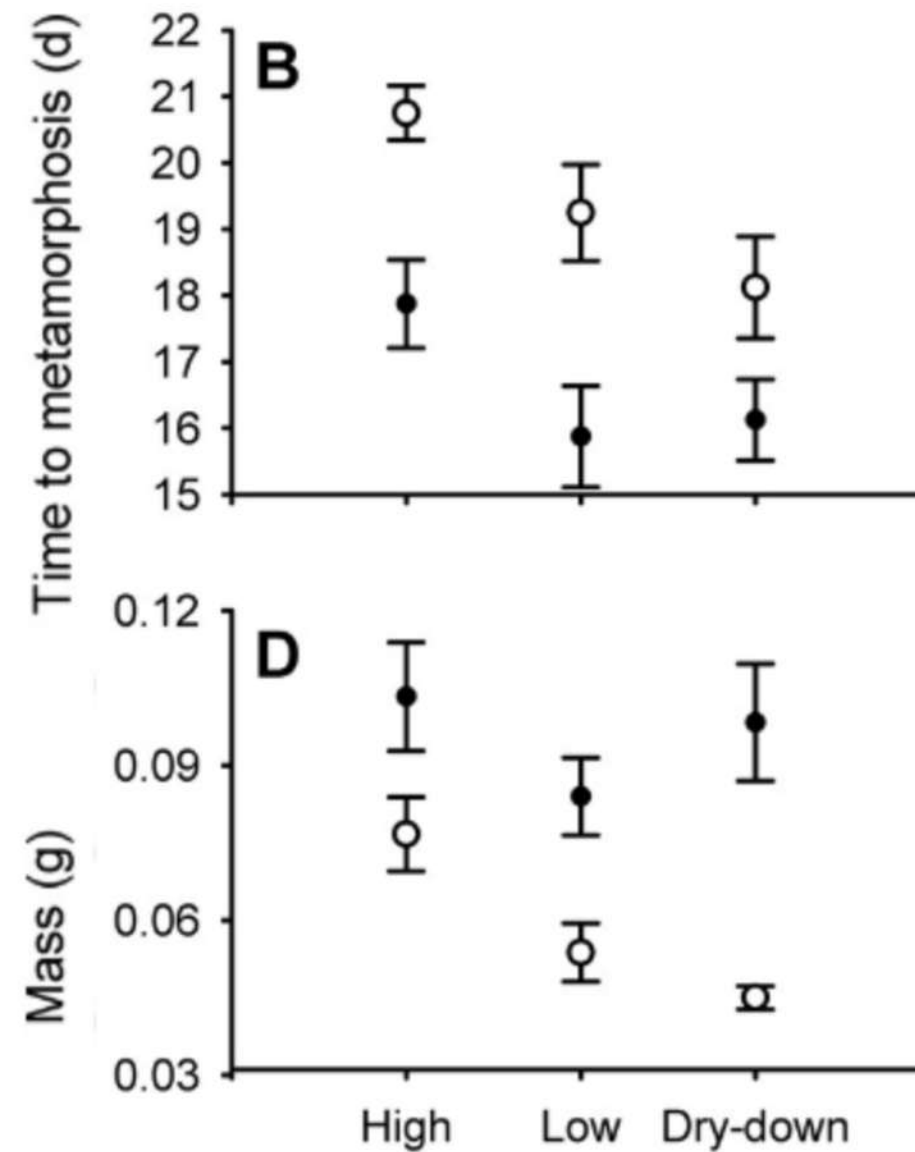 Time to metamorphosis (d)
B
22
21
20
19
18
17
16
15
Mass (g)
D
0.12
0.09
0.06
0.03
High Low Dry-down